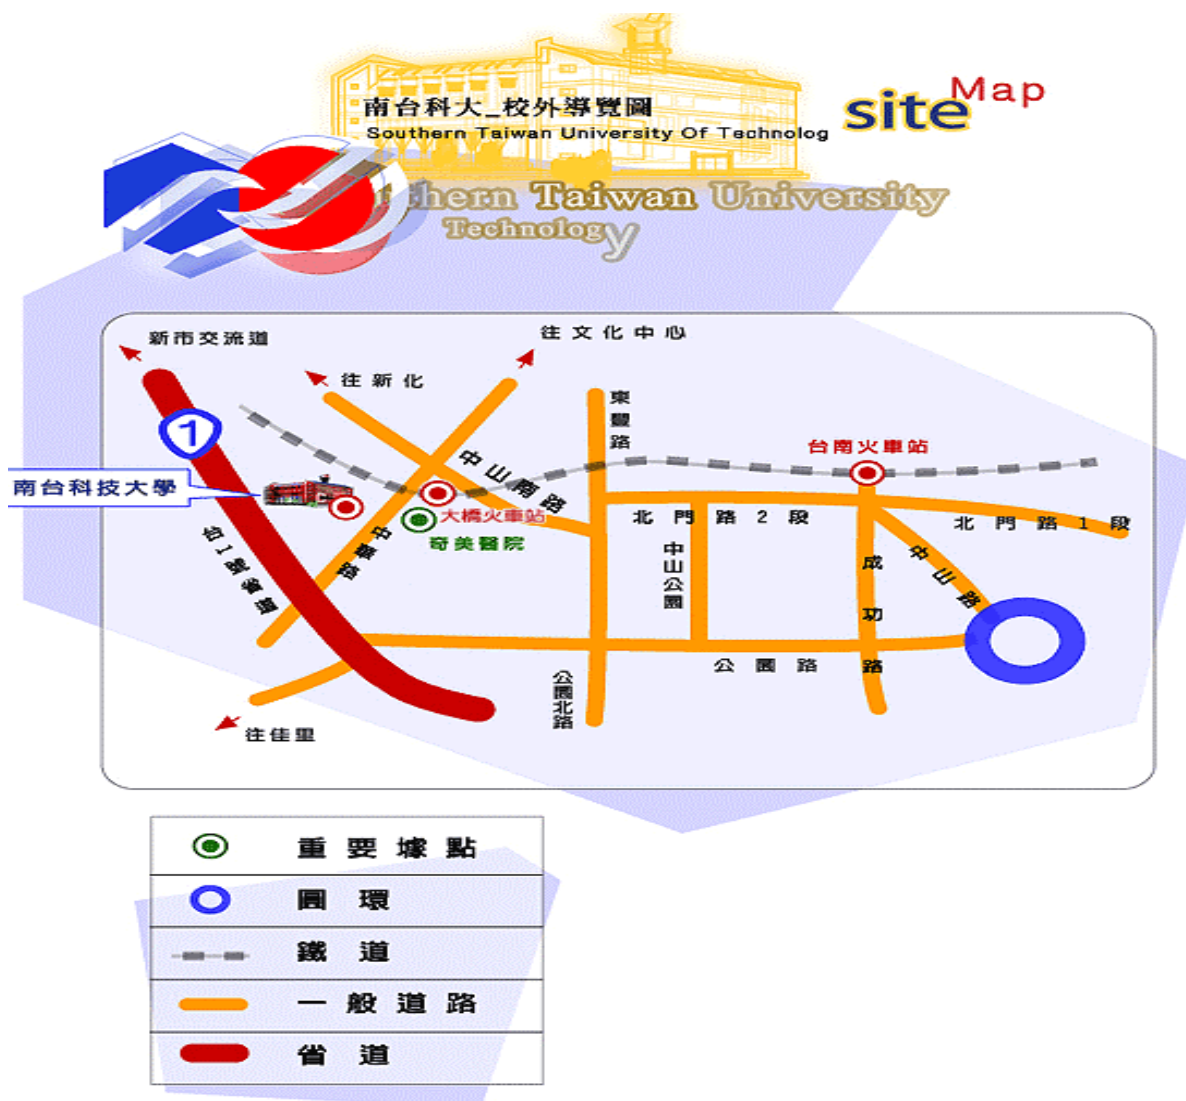 南台科大_校外導覽圖
Southern Taiwan University Of Technolog
site Map
thern Taiwan University
Technology
新市交流道
往文化中心
往新化
東豐路
1
中山南路
台南火車站
南台科技大學
大橋火車站
奇美醫院
北門路2段
北門路1段
中華路
台1號省道
中山公園
成功路
中山路
公園路
公園北路
往佳里
重要墟點
圓環
鐵道
一般道路
省道